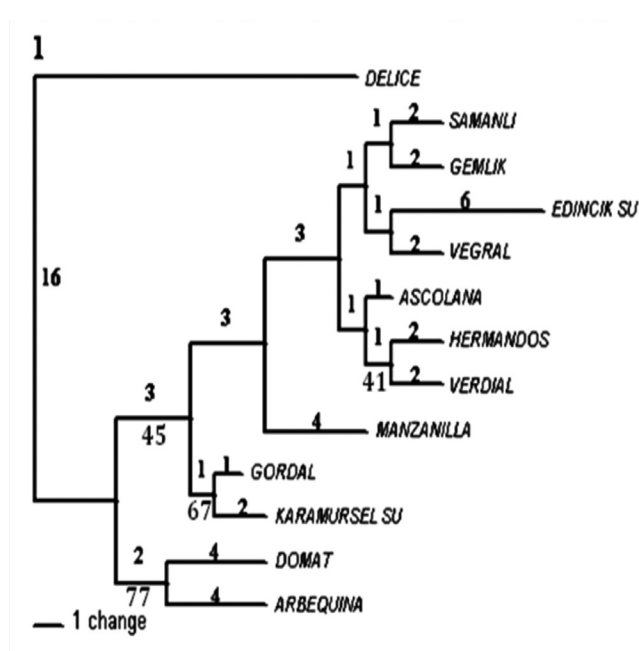 1
DELICE
1 2 SAMANLI
1
2 GEMLIK
1 6 EDINCIK SU
3
2 VEGRAL
16
1 1 ASCOLANA
3
1 2 HERMANDOS
41 2 VERDIAL
3
45
4 MANZANILLA
1 1 GORDAL
67 2 KARAMURSEL SU
2 4 DOMAT
77 4 ARBEQUINA
1 change